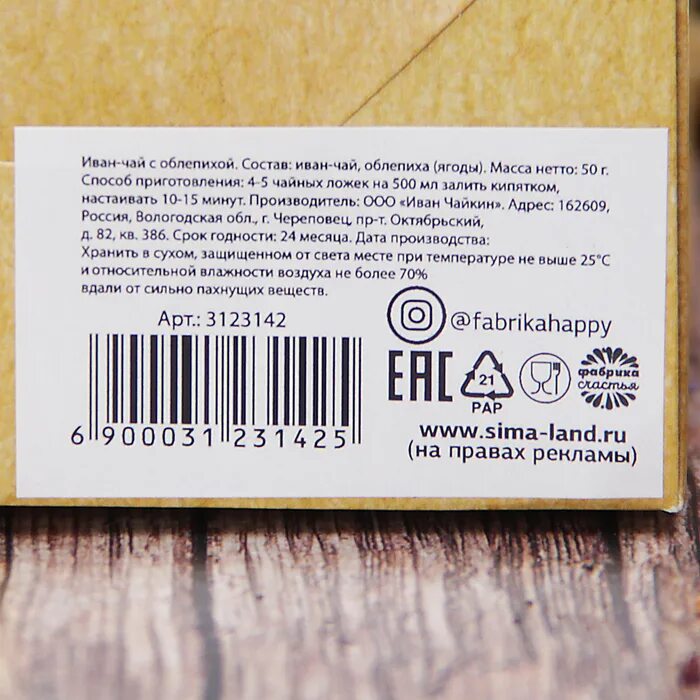 Иван-чай с облепихой. Состав: иван-чай, облепиха (ягоды). Масса нетто: 50 г.
Способ приготовления: 4-5 чайных ложек на 500 мл залить кипятком,
настаивать 10-15 минут. Производитель: ООО «Иван Чайкин». Адрес: 162609,
Россия, Вологодская обл., г. Череповец, пр-т. Октябрьский,
д. 82, кв. 386. Срок годности: 24 месяца. Дата производства:
Хранить в сухом, защищенном от света месте при температуре не выше 25°С
и относительной влажности воздуха не более 70%
вдали от сильно пахнущих веществ.
Арт.: 3123142
@fabrikahappy
6 900031 231425
EAC
21
PAP
фабрика
счастья
www.sima-land.ru
(на правах рекламы)